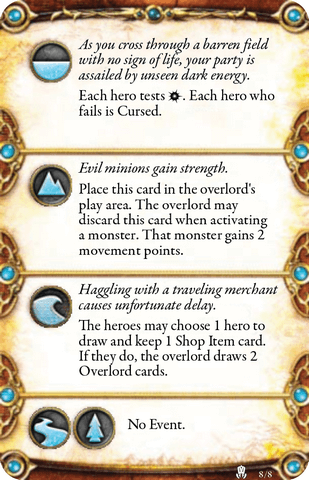 As you cross through a barren field
with no sign of life, your party is
assailed by unseen dark energy.
Each hero tests . Each hero who
fails is Cursed.
Evil minions gain strength.
Place this card in the overlord's
play area. The overlord may
discard this card when activating
a monster. That monster gains 2
movement points.
Haggling with a traveling merchant
causes unfortunate delay.
The heroes may choose 1 hero to
draw and keep 1 Shop Item card.
If they do, the overlord draws 2
Overlord cards.
No Event.
8/8